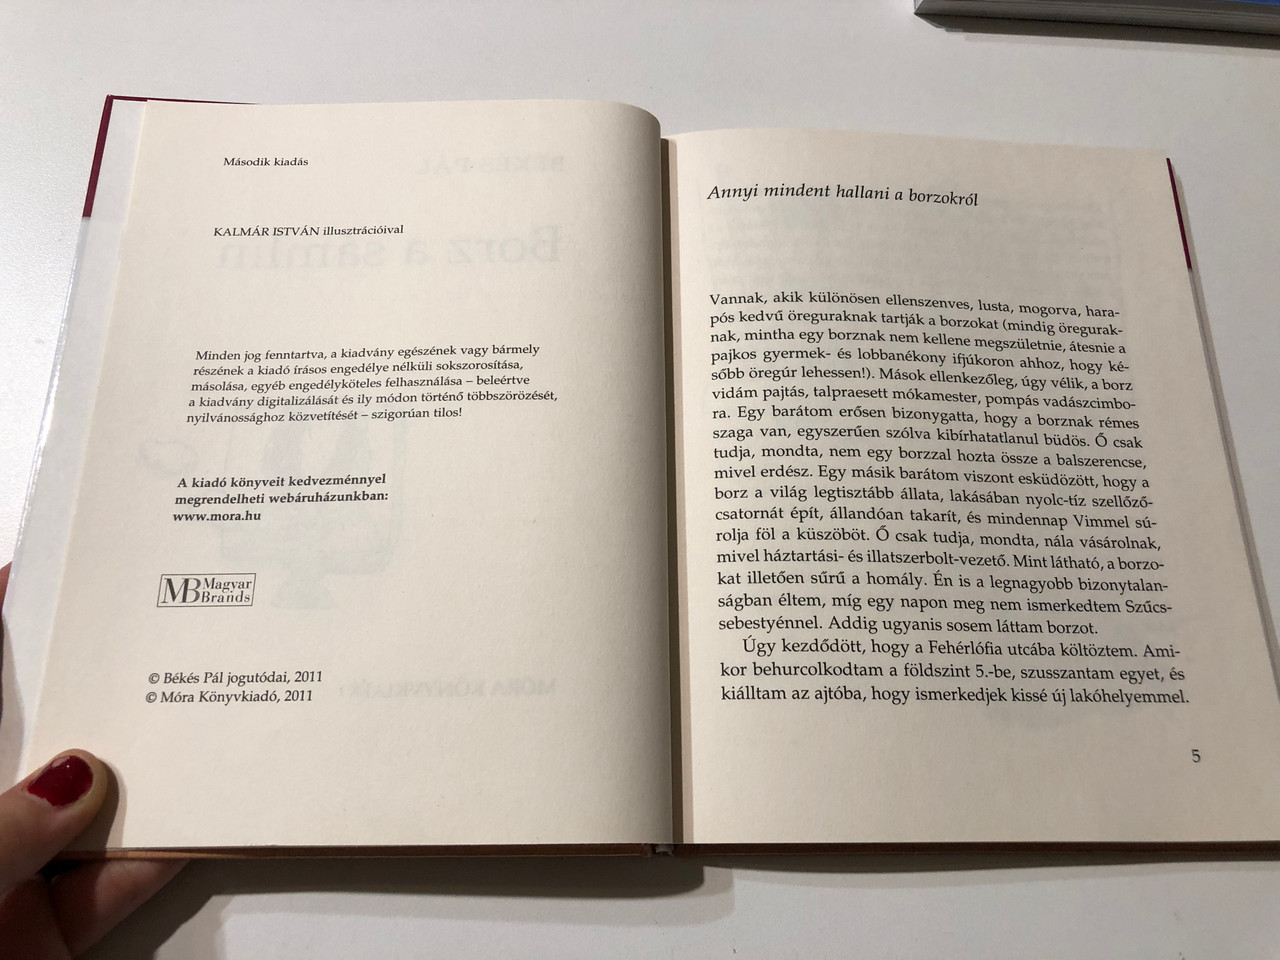 Második kiadás
KALMÁR ISTVÁN illusztrációival
Minden jog fenntartva, a kiadvány egészének vagy bármely
részének a kiadó írásos engedélye nélküli sokszorosítása,
másolása, egyéb engedélyköteles felhasználása – beleértve
a kiadvány digitalizálását és ily módon történő többszörözését,
nyilvánossághoz közvetítését – szigorúan tilos!
A kiadó könyveit kedvezménnyel
megrendelheti webáruházunkban:
www.mora.hu
MB Magyar
Brands
© Békés Pál jogutódai, 2011
© Móra Könyvkiadó, 2011
Annyi mindent hallani a borzokról
Vannak, akik különösen ellenszenves, lusta, mogorva, hara-
pós kedvű öreguraknak tartják a borzokat (mindig öregurak-
nak, mintha egy borznak nem kellene megszületnie, átesnie a
pajkos gyermek- és lobbanékony ifjúkoron ahhoz, hogy ké-
sőbb öregúr lehessen!). Mások ellenkezőleg, úgy vélik, a borz
vidám pajtás, talpraesett mókamester, pompás vadászcimbo-
ra. Egy barátom erősen bizonygatta, hogy a borznak rémes
szaga van, egyszerűen szólva kibírhatatlanul büdös. Ő csak
tudja, mondta, nem egy borzzal hozta össze a balszerencse,
mivel erdész. Egy másik barátom viszont esküdözött, hogy a
borz a világ legtisztább állata, lakásában nyolc-tíz szellőző-
csatornát épít, állandóan takarít, és mindennap Vimmel sú-
rolja föl a küszöböt. Ő csak tudja, mondta, nála vásárolnak,
mivel háztartási- és illatszerbolt-vezető. Mint látható, a borzo-
kat illetően sűrű a homály. Én is a legnagyobb bizonytalan-
ságban éltem, míg egy napon meg nem ismerkedtem Szűcs-
sebestyénnel. Addig ugyanis sosem láttam borzot.
Úgy kezdődött, hogy a Fehérlófia utcába költöztem. Ami-
kor behurcolkodtam a földszint 5.-be, szusszantam egyet, és
kiálltam az ajtóba, hogy ismerkedjek kissé új lakóhelyemmel.
5